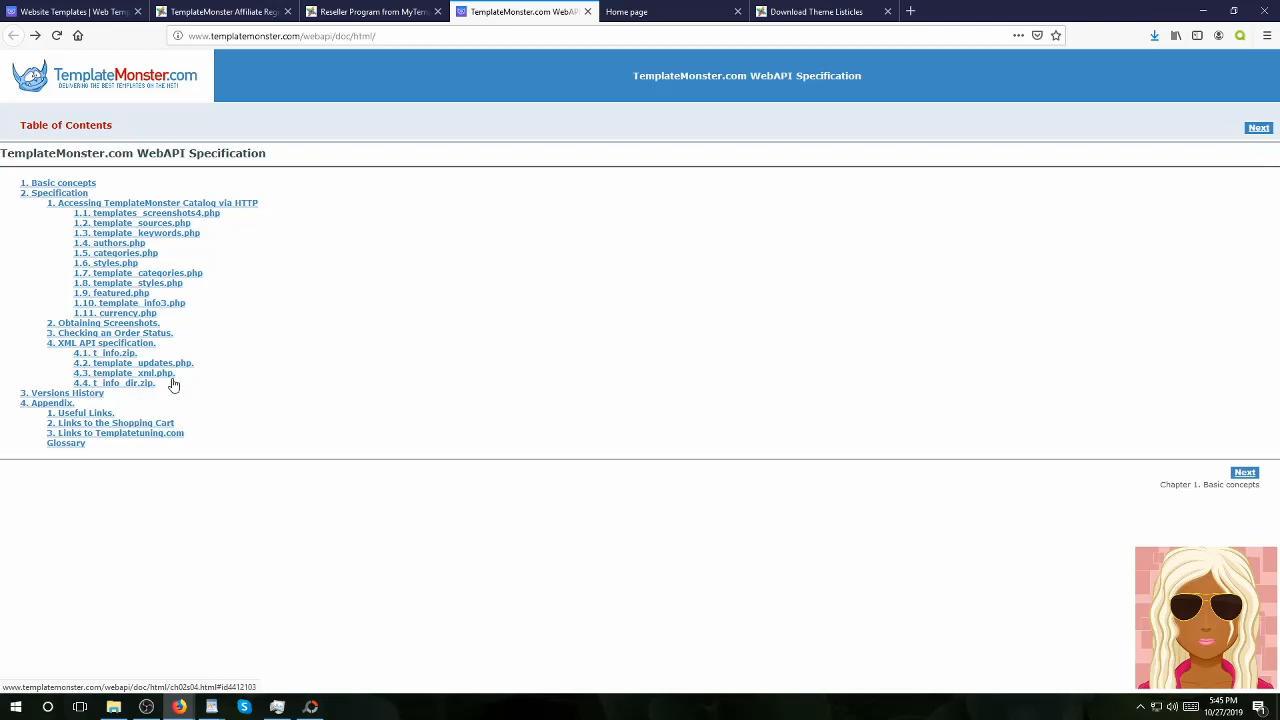 Website Templates | Web Temp
TemplateMonster Affiliate Reg
Reseller Program from MyTem
TemplateMonster.com WebAP
Home page
Download Theme Listicles
www.templatemonster.com/webapi/doc/html/
TemplateMonster.com
DELIVERING THE BEST TEMPLATES ON THE NET!
TemplateMonster.com WebAPI Specification
Table of Contents
Next
TemplateMonster.com WebAPI Specification
1. Basic concepts
2. Specification
1. Accessing TemplateMonster Catalog via HTTP
1.1. templates_screenshots4.php
1.2. template_sources.php
1.3. template_keywords.php
1.4. authors.php
1.5. categories.php
1.6. styles.php
1.7. template_categories.php
1.8. template_styles.php
1.9. featured.php
1.10. template_info3.php
1.11. currency.php
2. Obtaining Screenshots.
3. Checking an Order Status.
4. XML API specification.
4.1. t_info.zip.
4.2. template_updates.php.
4.3. template_xml.php.
4.4. t_info_dir.zip.
3. Versions History
4. Appendix.
1. Useful Links.
2. Links to the Shopping Cart
3. Links to Templatetuning.com
Glossary
Next
Chapter 1. Basic concepts
www.templatemonster.com/webapi/doc/html/ch02s04.html#id4412103
5:45 PM
10/27/2019